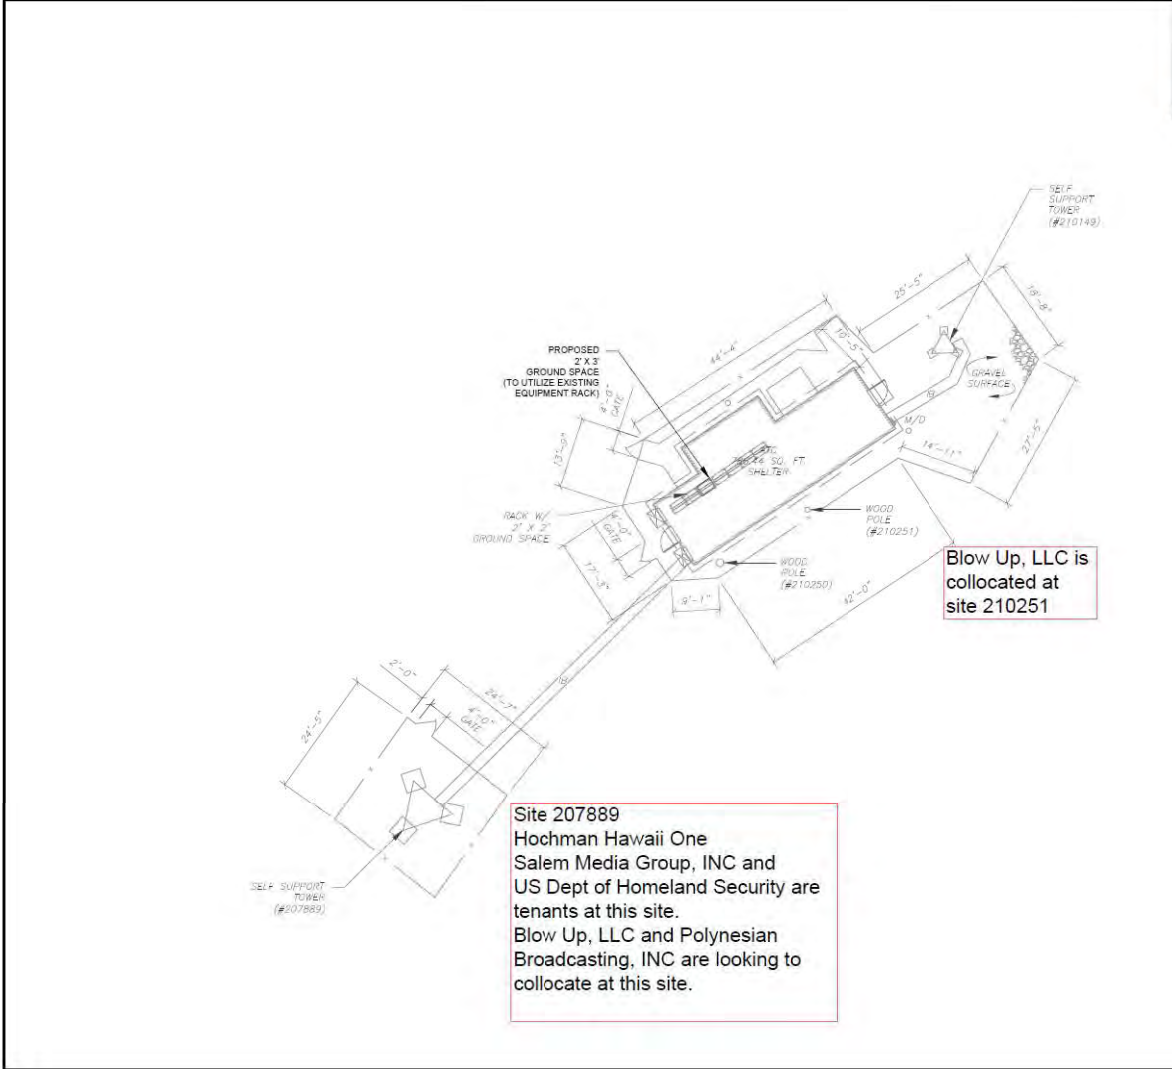 SELF
SUPPORT
TOWER
(#210149)
25'-5"
18'-8"
44'-4"
10'-5"
PROPOSED
2' X 3'
GROUND SPACE
(TO UTILIZE EXISTING
EQUIPMENT RACK)
4'-0"
GATE
GRAVEL
SURFACE
13'-9"
M/D
14'-11"
27'-5"
SQ. FT.
SHELTER
RACK W/
2' X 2'
GROUND SPACE
4'-0"
GATE
WOOD
POLE
(#210251)
17'-3"
WOOD
POLE
(#210250)
9'-1"
42'-0"
Blow Up, LLC is
collocated at
site 210251
2'-0"
24'-7"
4'-0"
GATE
24'-5"
Site 207889
Hochman Hawaii One
Salem Media Group, INC and
US Dept of Homeland Security are
tenants at this site.
Blow Up, LLC and Polynesian
Broadcasting, INC are looking to
collocate at this site.
SELF SUPPORT
TOWER
(#207889)